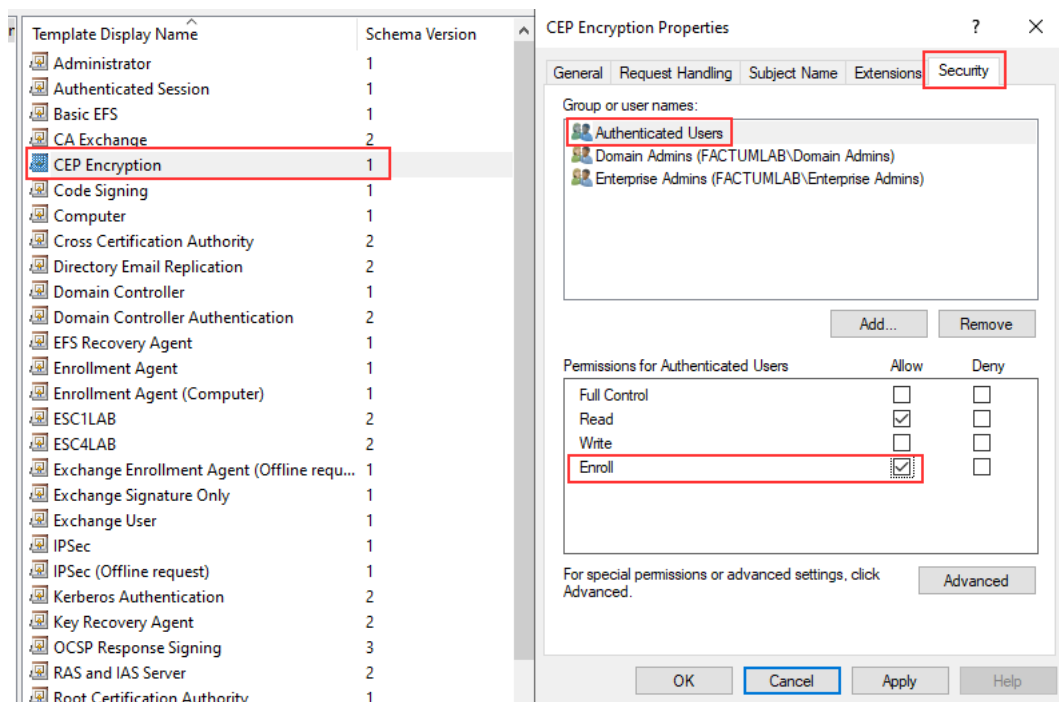 Template Display Name Schema Version
Administrator 1
Authenticated Session 1
Basic EFS 1
CA Exchange 2
CEP Encryption 1
Code Signing 1
Computer 1
Cross Certification Authority 2
Directory Email Replication 2
Domain Controller 1
Domain Controller Authentication 2
EFS Recovery Agent 1
Enrollment Agent 1
Enrollment Agent (Computer) 1
ESC1LAB 2
ESC4LAB 2
Exchange Enrollment Agent (Offline requ... 1
Exchange Signature Only 1
Exchange User 1
IPSec 1
IPSec (Offline request) 1
Kerberos Authentication 2
Key Recovery Agent 2
OCSP Response Signing 3
RAS and IAS Server 2
Root Certification Authority 1
CEP Encryption Properties ?
General Request Handling Subject Name Extensions Security
Group or user names:
Authenticated Users
Domain Admins (FACTUMLAB\Domain Admins)
Enterprise Admins (FACTUMLAB\Enterprise Admins)
Add... Remove
Permissions for Authenticated Users Allow Deny
Full Control
Read
Write
Enroll
For special permissions or advanced settings, click
Advanced.
Advanced
OK Cancel Apply Help